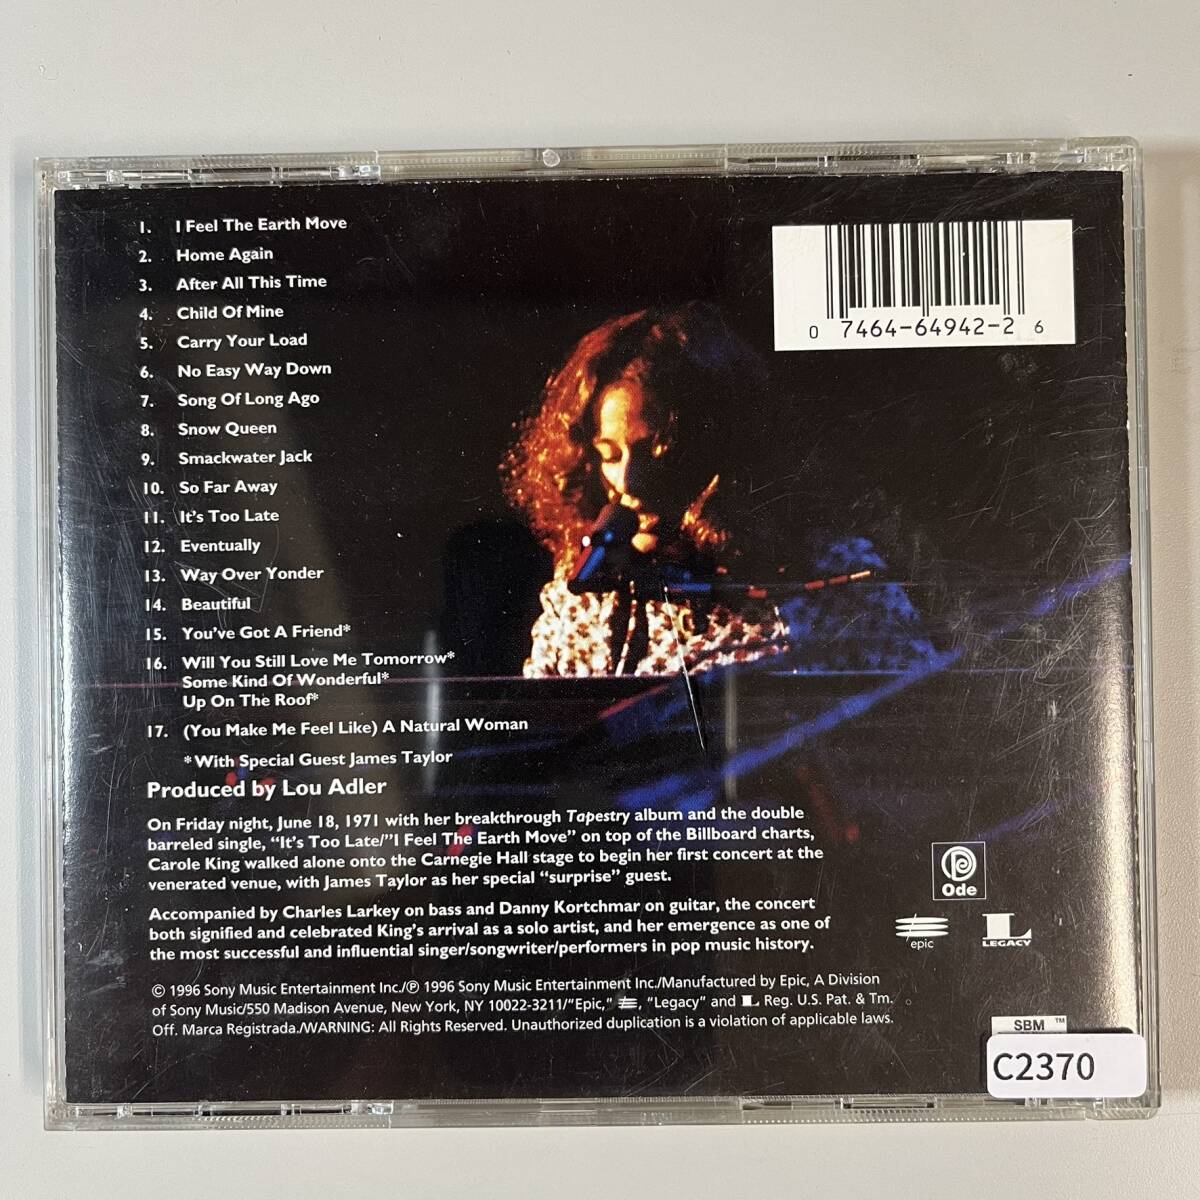 1. I Feel The Earth Move
2. Home Again
3. After All This Time
4. Child Of Mine
5. Carry Your Load
6. No Easy Way Down
7. Song Of Long Ago
8. Snow Queen
9. Smackwater Jack
10. So Far Away
11. It's Too Late
12. Eventually
13. Way Over Yonder
14. Beautiful
15. You've Got A Friend*
16. Will You Still Love Me Tomorrow*
Some Kind Of Wonderful*
Up On The Roof*
17. (You Make Me Feel Like) A Natural Woman
* With Special Guest James Taylor
Produced by Lou Adler
On Friday night, June 18, 1971 with her breakthrough Tapestry album and the double
barreled single, “It's Too Late/”I Feel The Earth Move” on top of the Billboard charts,
Carole King walked alone onto the Carnegie Hall stage to begin her first concert at the
venerated venue, with James Taylor as her special “surprise” guest.
Accompanied by Charles Larkey on bass and Danny Kortchmar on guitar, the concert
both signified and celebrated King's arrival as a solo artist, and her emergence as one of
the most successful and influential singer/songwriter/performers in pop music history.
© 1996 Sony Music Entertainment Inc./℗ 1996 Sony Music Entertainment Inc./Manufactured by Epic, A Division
of Sony Music/550 Madison Avenue, New York, NY 10022-3211/“Epic,” , “Legacy” and L, Reg. U.S. Pat. & Tm.
Off. Marca Registrada./WARNING: All Rights Reserved. Unauthorized duplication is a violation of applicable laws.
0 7464-64942-2 6
Ode
epic
L
LEGACY
SBM ™
C2370